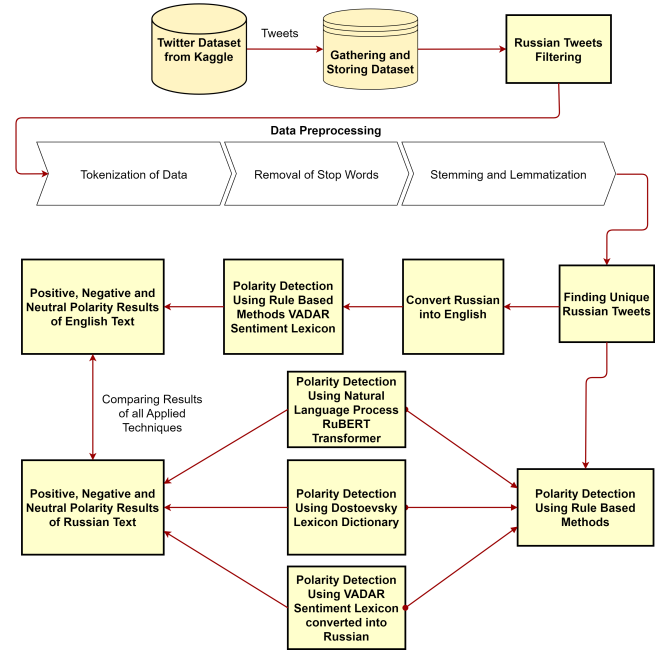 Twitter Dataset
from Kaggle
Tweets
Gathering and
Storing Dataset
Russian Tweets
Filtering
Data Preprocessing
Tokenization of Data
Removal of Stop Words
Stemming and Lemmatization
Positive, Negative and
Neutral Polarity Results
of English Text
Polarity Detection
Using Rule Based
Methods VADAR
Sentiment Lexicon
Convert Russian
into English
Finding Unique
Russian Tweets
Comparing Results
of all Applied
Techniques
Polarity Detection
Using Natural
Language Process
RuBERT
Transformer
Positive, Negative and
Neutral Polarity Results
of Russian Text
Polarity Detection
Using Dostoevsky
Lexicon Dictionary
Polarity Detection
Using Rule Based
Methods
Polarity Detection
Using VADAR
Sentiment Lexicon
converted into
Russian